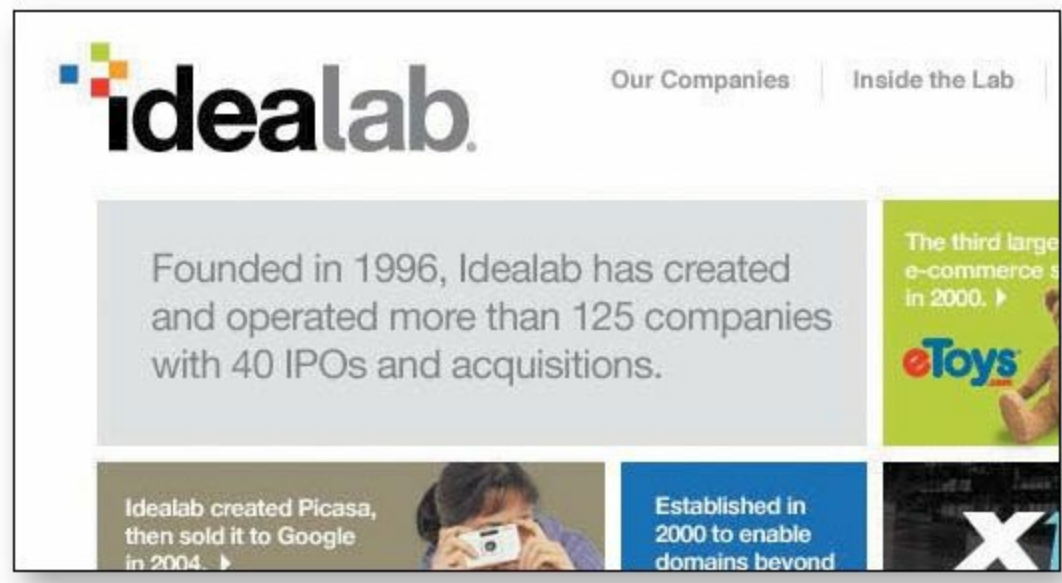 idealab.
Our Companies
Inside the Lab
Founded in 1996, Idealab has created
and operated more than 125 companies
with 40 IPOs and acquisitions.
The third large
e-commerce s
in 2000.
eToys
.com
Idealab created Picasa,
then sold it to Google
in 2004.
Established in
2000 to enable
domains beyond
X